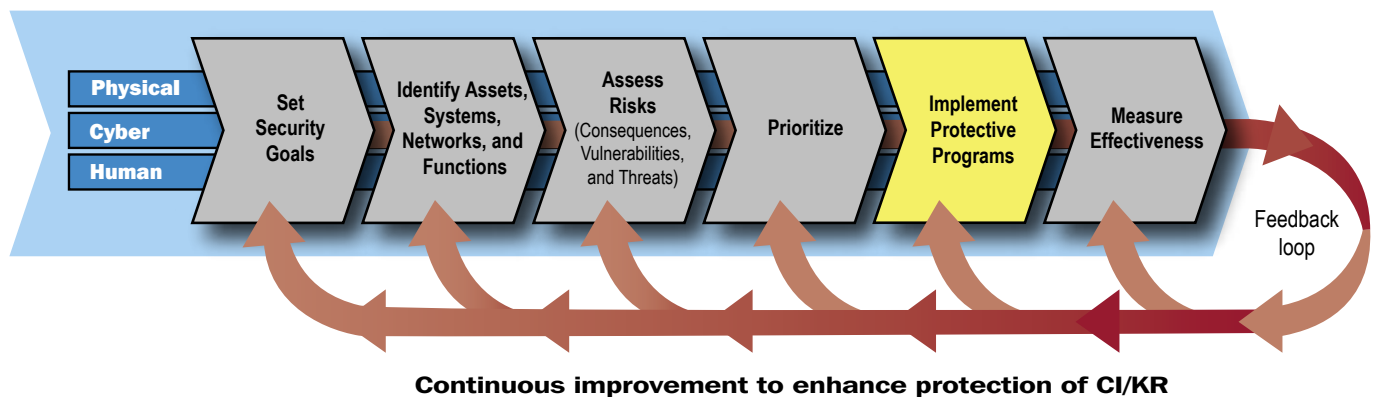 Physical
Cyber
Human
Set
Security
Goals
Identify Assets,
Systems,
Networks, and
Functions
Assess
Risks
(Consequences,
Vulnerabilities,
and Threats)
Prioritize
Implement
Protective
Programs
Measure
Effectiveness
Feedback
loop
Continuous improvement to enhance protection of CI/KR